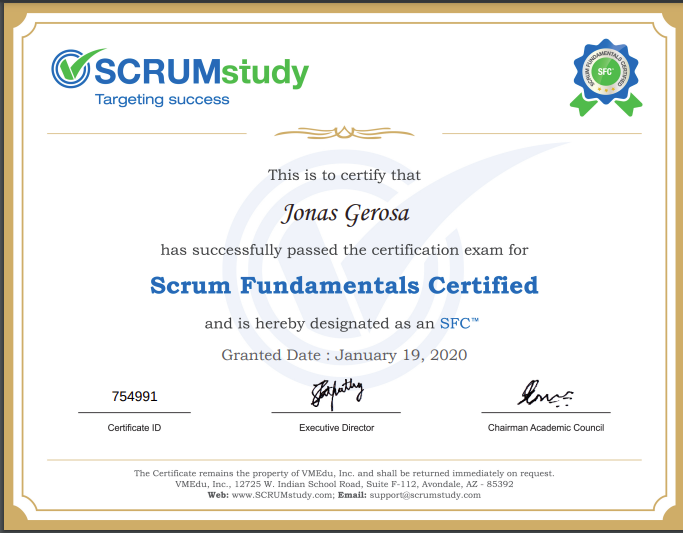 SCRUMstudy
Targeting success
SCRUM FUNDAMENTALS CERTIFIED
SFC™
This is to certify that
Jonas Gerosa
has successfully passed the certification exam for
Scrum Fundamentals Certified
and is hereby designated as an SFC™
Granted Date : January 19, 2020
754991
Certificate ID
Executive Director
Chairman Academic Council
The Certificate remains the property of VMEdu, Inc. and shall be returned immediately on request.
VMEdu, Inc., 12725 W. Indian School Road, Suite F-112, Avondale, AZ - 85392
Web: www.SCRUMstudy.com; Email: support@scrumstudy.com